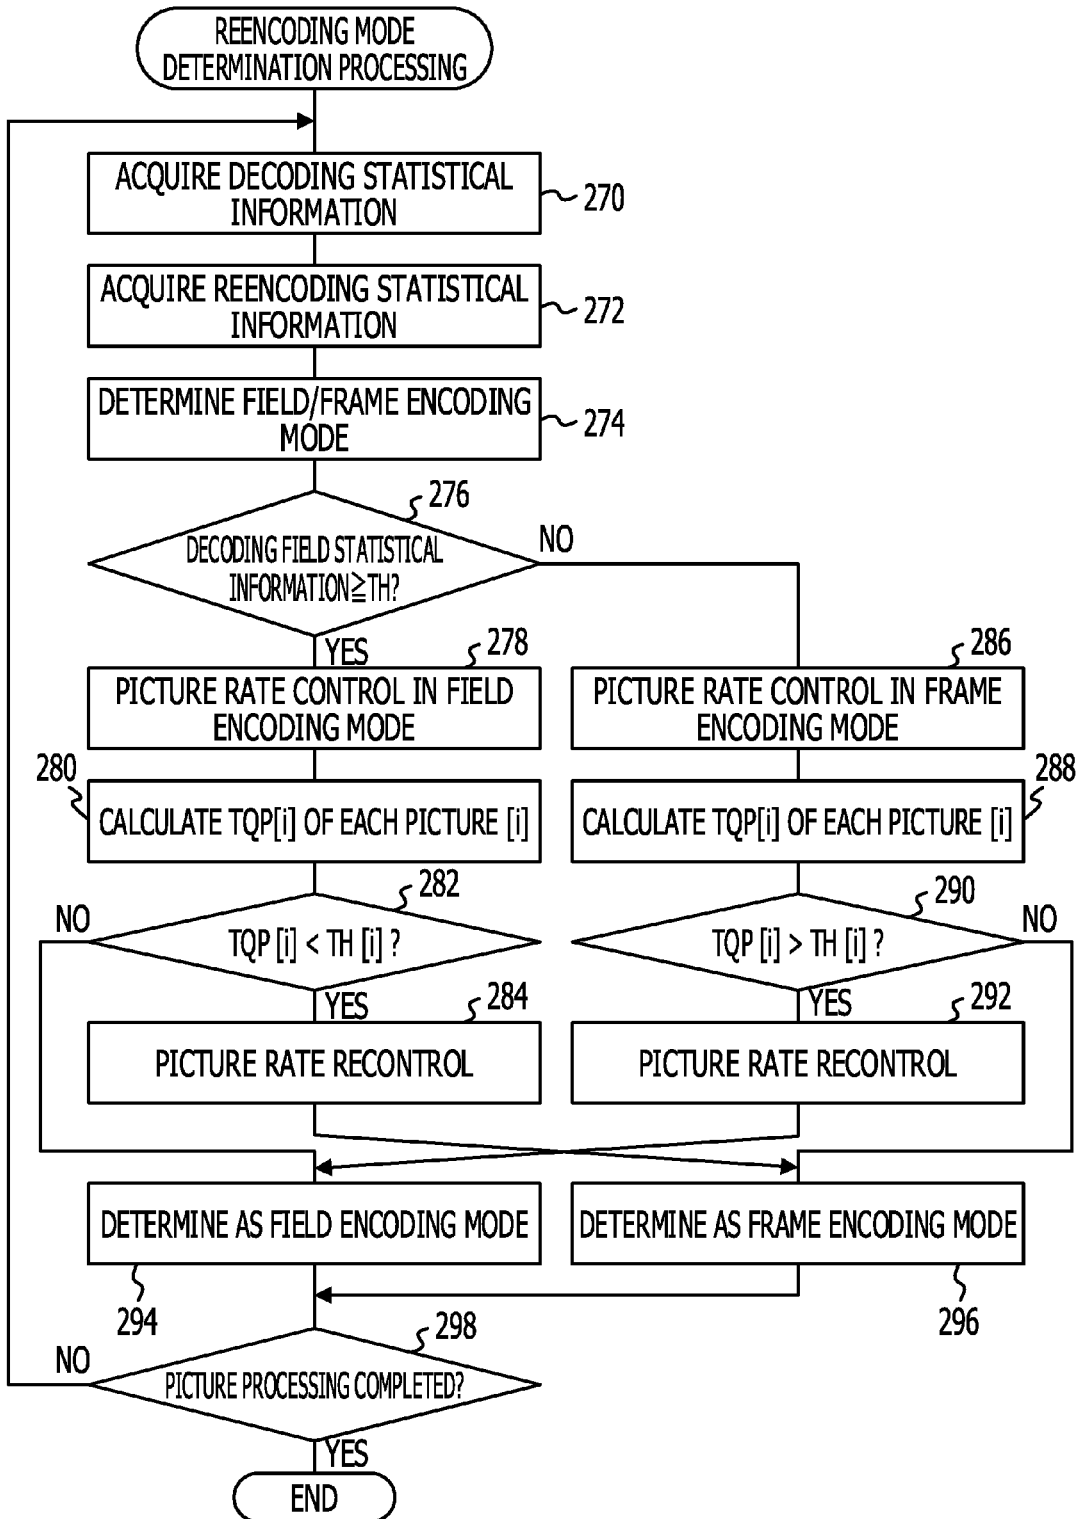 REENCODING MODE
DETERMINATION PROCESSING
ACQUIRE DECODING STATISTICAL
INFORMATION
270
ACQUIRE REENCODING STATISTICAL
INFORMATION
272
DETERMINE FIELD/FRAME ENCODING
MODE
274
276
DECODING FIELD STATISTICAL
INFORMATION≧TH?
NO
YES
278
286
PICTURE RATE CONTROL IN FIELD
ENCODING MODE
PICTURE RATE CONTROL IN FRAME
ENCODING MODE
280
288
CALCULATE TQP[i] OF EACH PICTURE [i]
CALCULATE TQP[i] OF EACH PICTURE [i]
282
290
NO
TQP [i] < TH [i] ?
TQP [i] > TH [i] ?
NO
YES
284
YES
292
PICTURE RATE RECONTROL
PICTURE RATE RECONTROL
DETERMINE AS FIELD ENCODING MODE
DETERMINE AS FRAME ENCODING MODE
294
296
298
NO
PICTURE PROCESSING COMPLETED?
YES
END